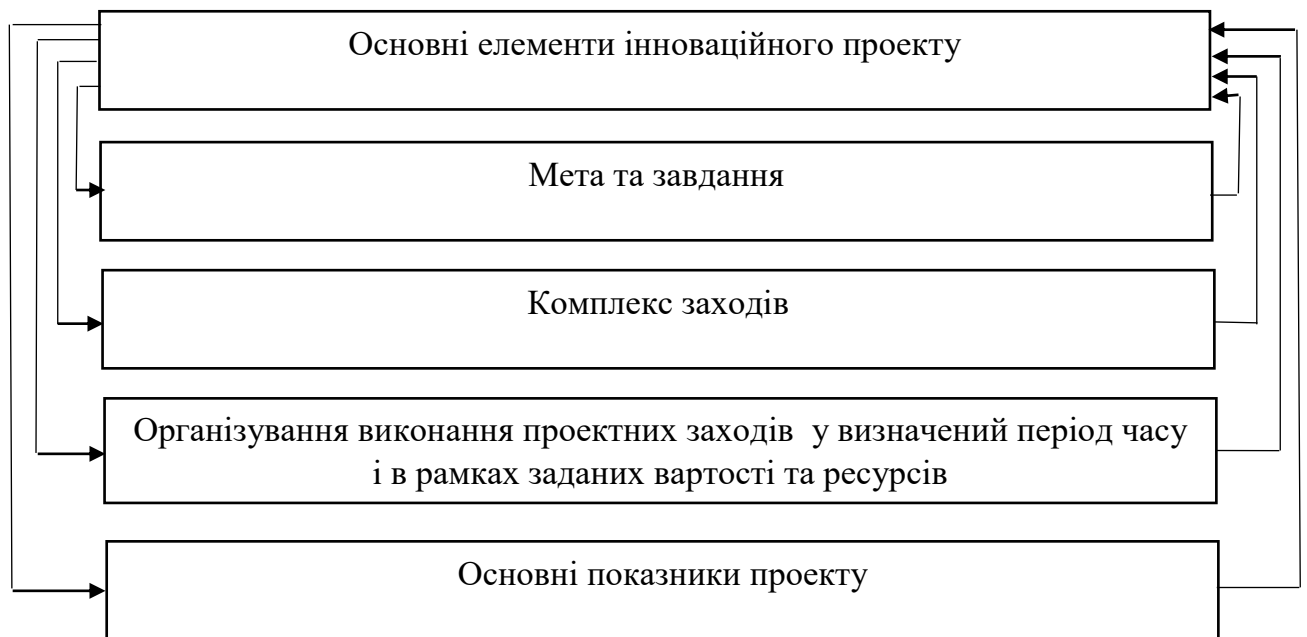 Основні елементи інноваційного проекту
Мета та завдання
Комплекс заходів
Організування виконання проектних заходів у визначений період часу
і в рамках заданих вартості та ресурсів
Основні показники проекту